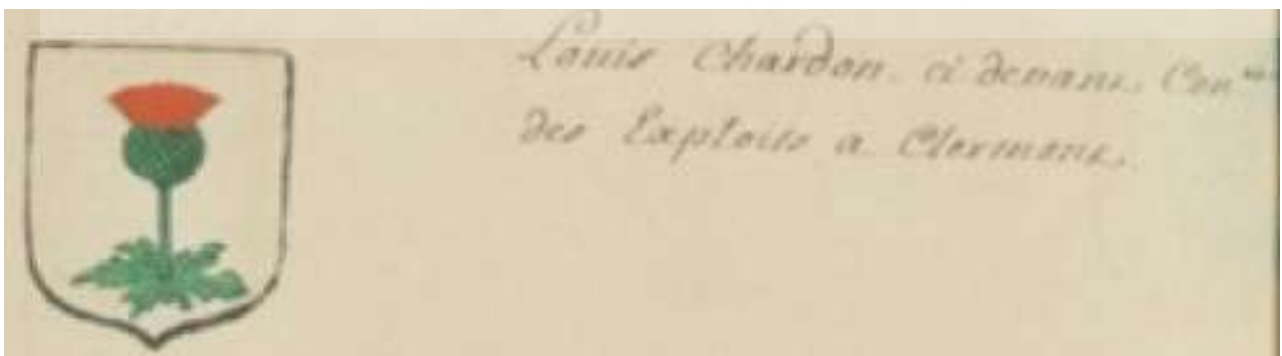 Louis Chardon. ci devant Con.
des Exploits a Clermont.